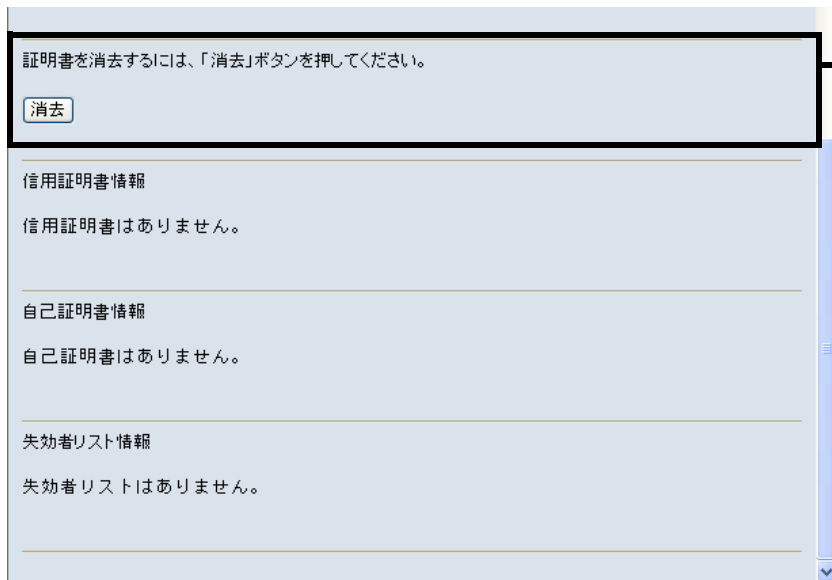 証明書を消去するには、「消去」ボタンを押してください。
消去
信用証明書情報
信用証明書はありません。
自己証明書情報
自己証明書はありません。
失効者リスト情報
失効者リストはありません。